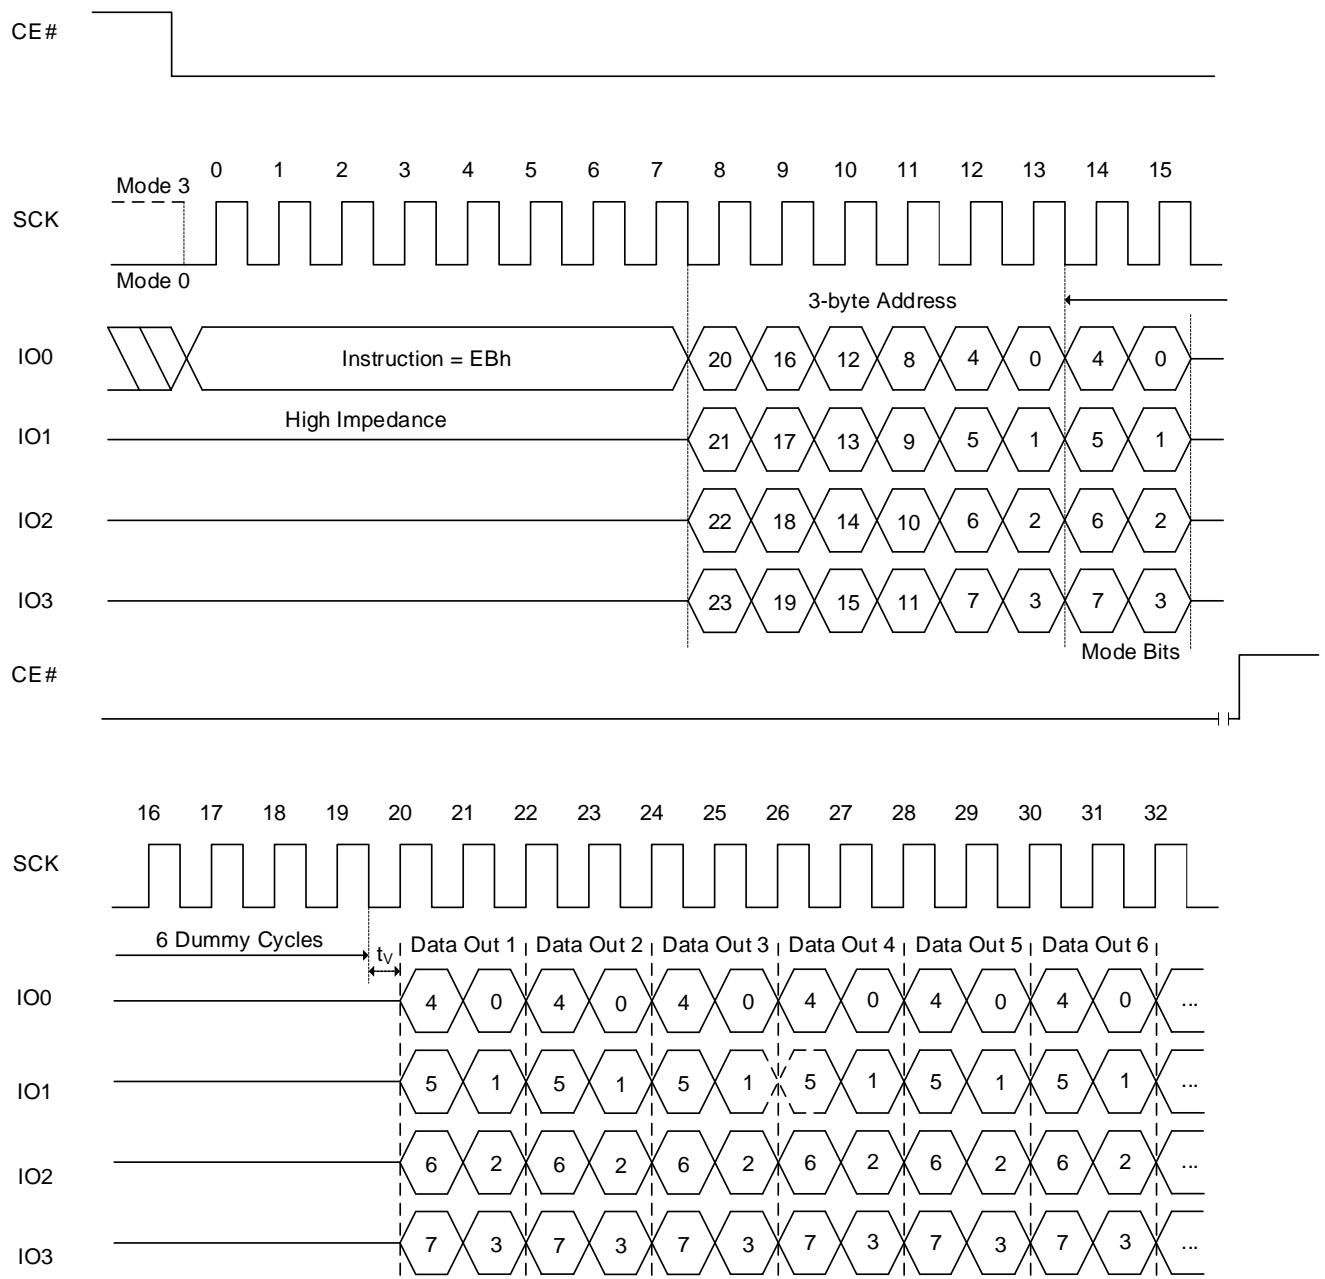 CE#
0 1 2 3 4 5 6 7 8 9 10 11 12 13 14 15
Mode 3
SCK
Mode 0
3-byte Address
IO0 Instruction = EBh 20 16 12 8 4 0 4 0
High Impedance
IO1 21 17 13 9 5 1 5 1
IO2 22 18 14 10 6 2 6 2
IO3 23 19 15 11 7 3 7 3
Mode Bits
CE#
16 17 18 19 20 21 22 23 24 25 26 27 28 29 30 31 32
SCK
6 Dummy Cycles tV Data Out 1 Data Out 2 Data Out 3 Data Out 4 Data Out 5 Data Out 6
IO0 4 0 4 0 4 0 4 0 4 0 4 0 ...
IO1 5 1 5 1 5 1 5 1 5 1 5 1 ...
IO2 6 2 6 2 6 2 6 2 6 2 6 2 ...
IO3 7 3 7 3 7 3 7 3 7 3 7 3 ...